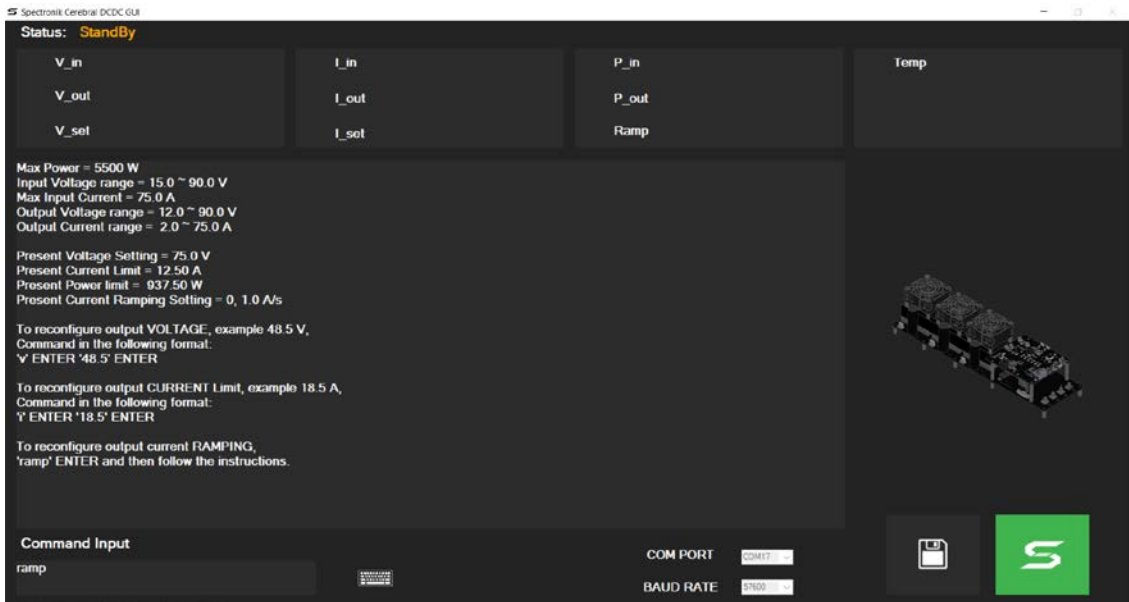 Spectronik Cerebral DCDC GUI
Status: StandBy
V_in I_in P_in Temp
V_out I_out P_out
V_set I_set Ramp
Max Power = 5500 W
Input Voltage range = 15.0 ~ 90.0 V
Max Input Current = 75.0 A
Output Voltage range = 12.0 ~ 90.0 V
Output Current range =  2.0 ~ 75.0 A
Present Voltage Setting = 75.0 V
Present Current Limit = 12.50 A
Present Power limit =  937.50 W
Present Current Ramping Setting = 0, 1.0 A/s
To reconfigure output VOLTAGE, example 48.5 V,
Command in the following format:
'v' ENTER '48.5' ENTER
To reconfigure output CURRENT Limit, example 18.5 A,
Command in the following format:
'i' ENTER '18.5' ENTER
To reconfigure output current RAMPING,
'ramp' ENTER and then follow the instructions.
Command Input
ramp
COM PORT COM17
BAUD RATE 57600